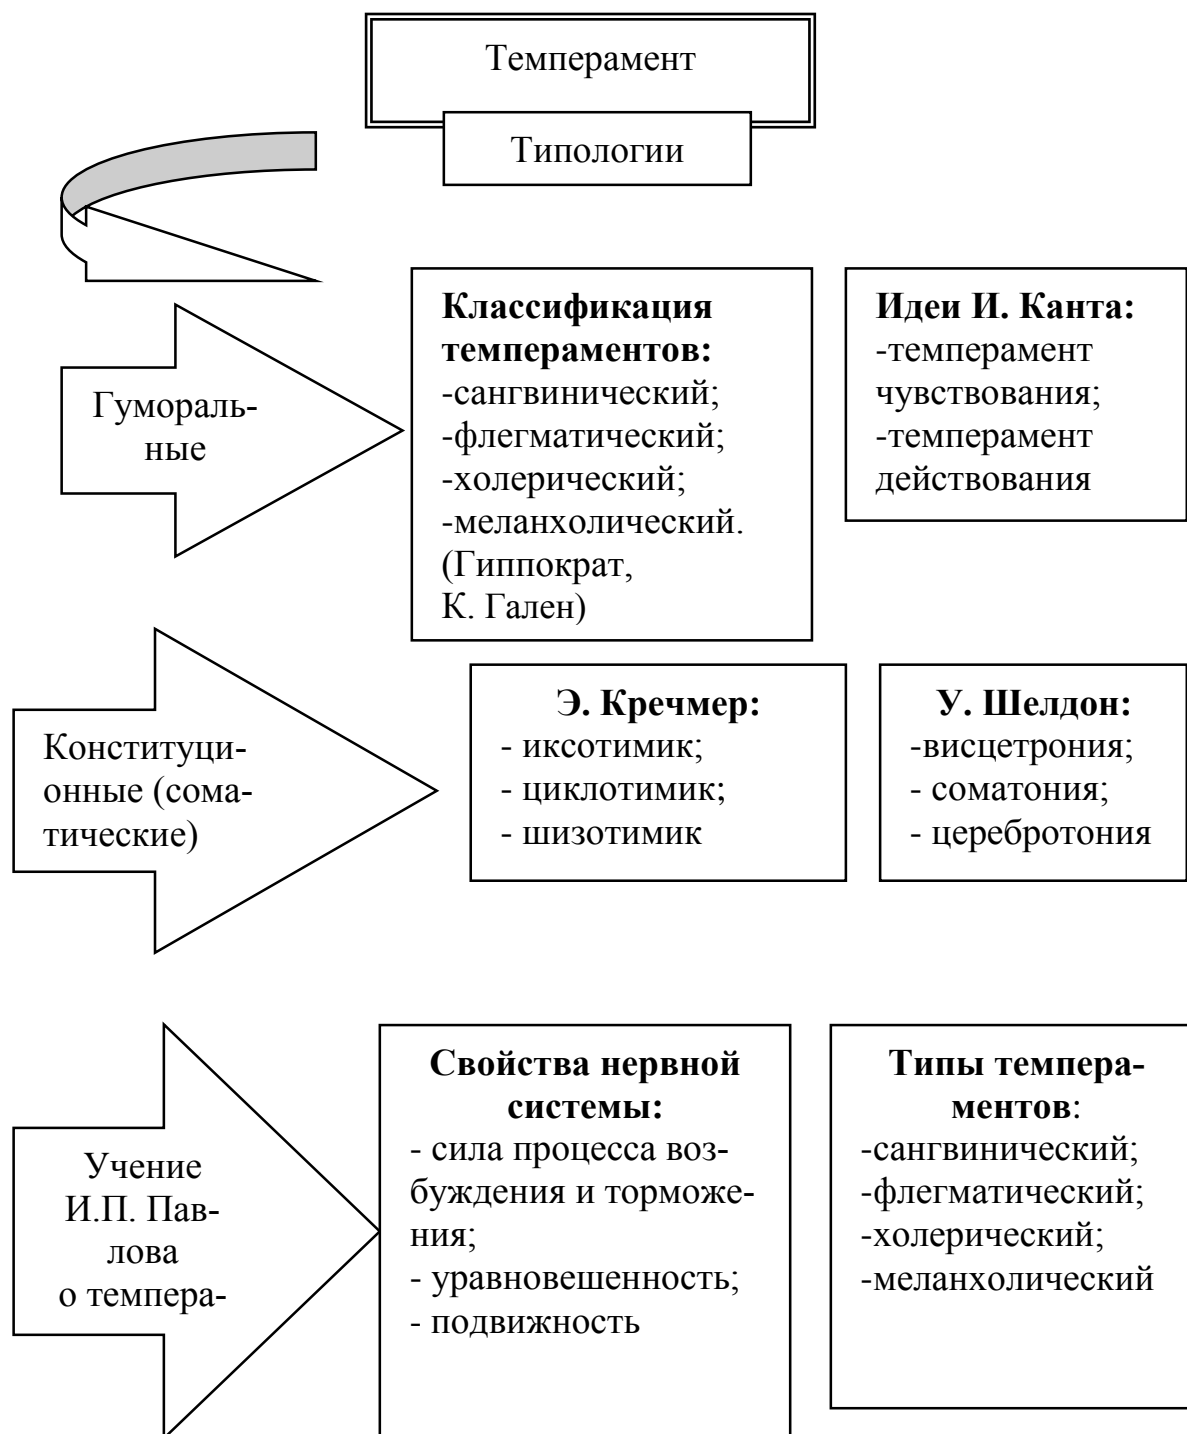 Темперамент
Типологии
Гумораль-
ные
Классификация
темпераментов:
-сангвинический;
-флегматический;
-холерический;
-меланхолический.
(Гиппократ,
К. Гален)
Идеи И. Канта:
-темперамент
чувствования;
-темперамент
действования
Конституци-
онные (сома-
тические)
Э. Кречмер:
- иксотимик;
- циклотимик;
- шизотимик
У. Шелдон:
-висцетрония;
- соматония;
- церебротония
Учение
И.П. Пав-
лова
о темпера-
Свойства нервной
системы:
- сила процесса воз-
буждения и торможе-
ния;
- уравновешенность;
- подвижность
Типы темпера-
ментов:
-сангвинический;
-флегматический;
-холерический;
-меланхолический